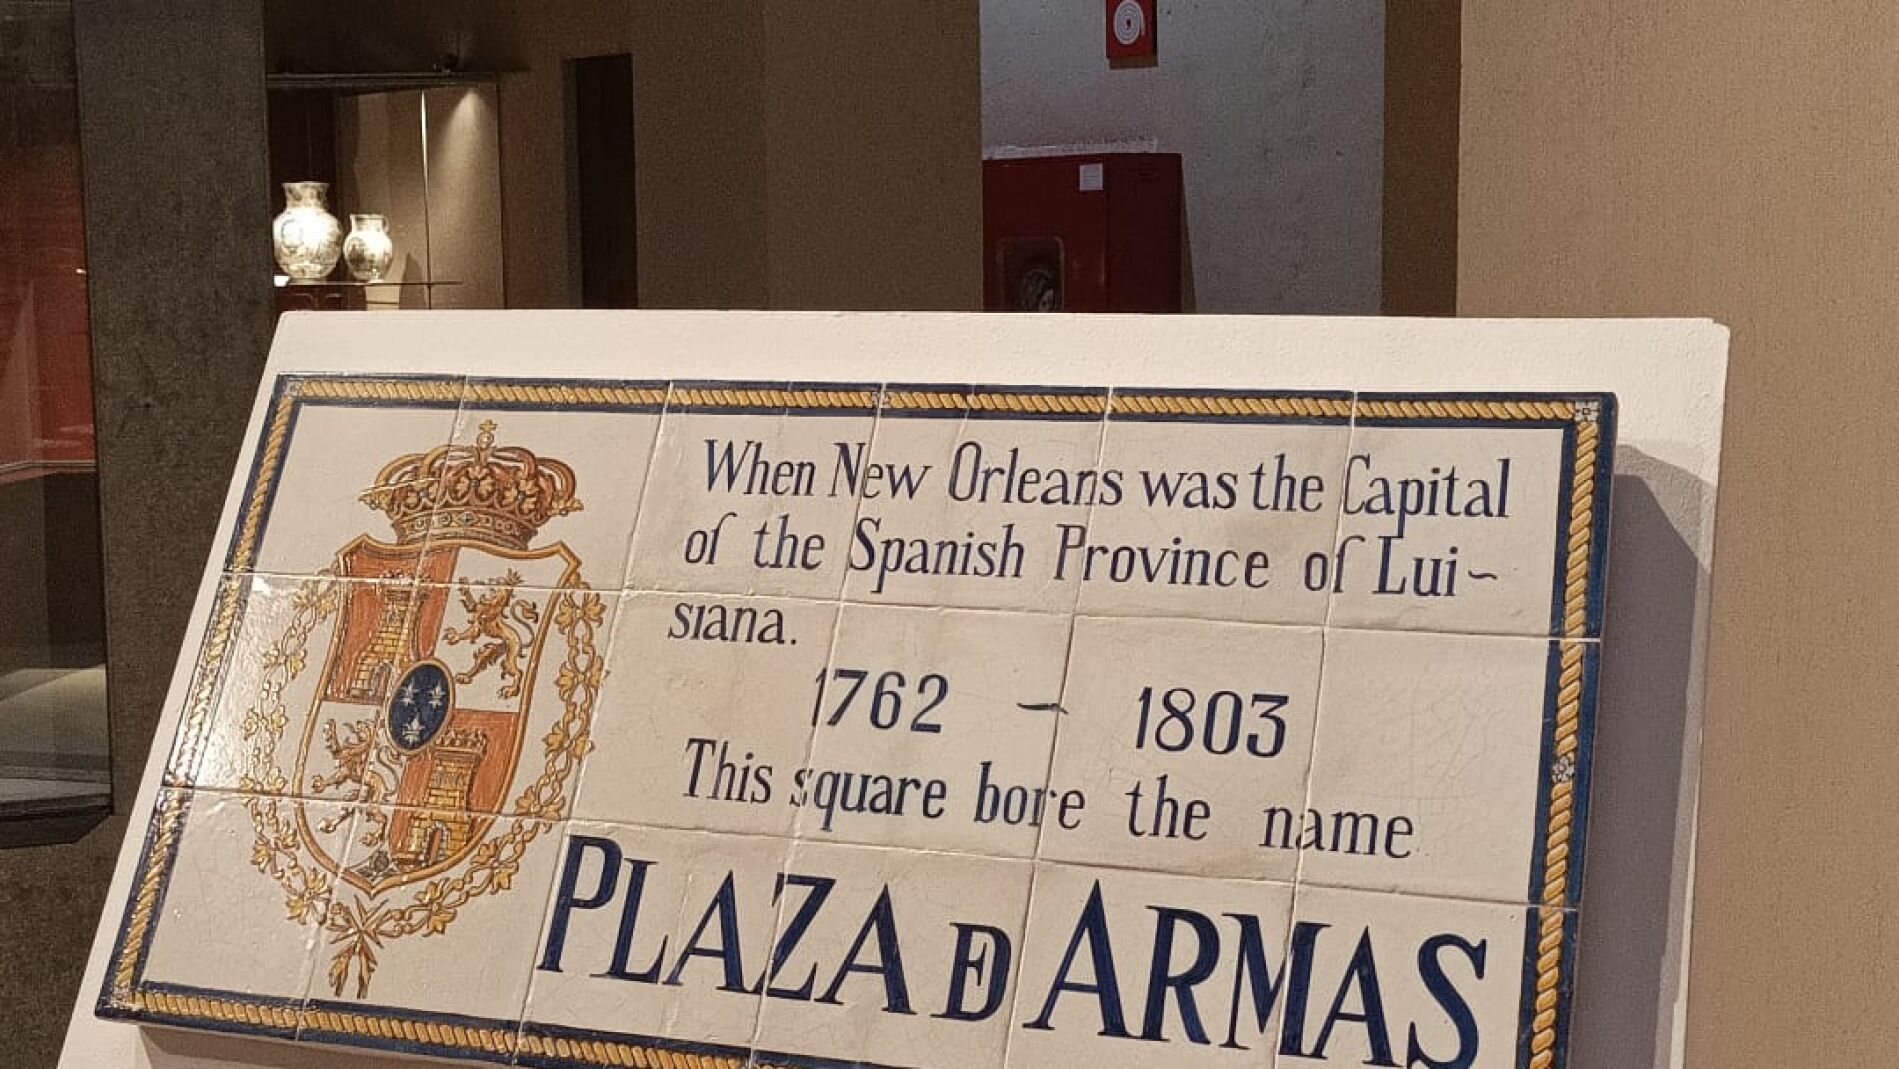 When New Orleans was the Capital
of the Spanish Province of Lui~
siana.
1762 – 1803
This square bore the name
PLAZA DE ARMAS